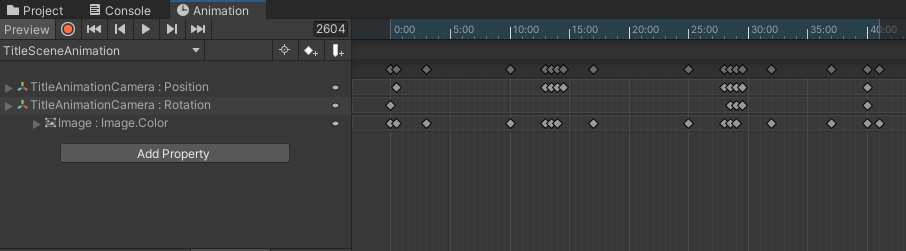 Project Console Animation
Preview 2604 0:00 5:00 10:00 15:00 20:00 25:00 30:00 35:00 40:00
TitleSceneAnimation
TitleAnimationCamera : Position
TitleAnimationCamera : Rotation
Image : Image.Color
Add Property